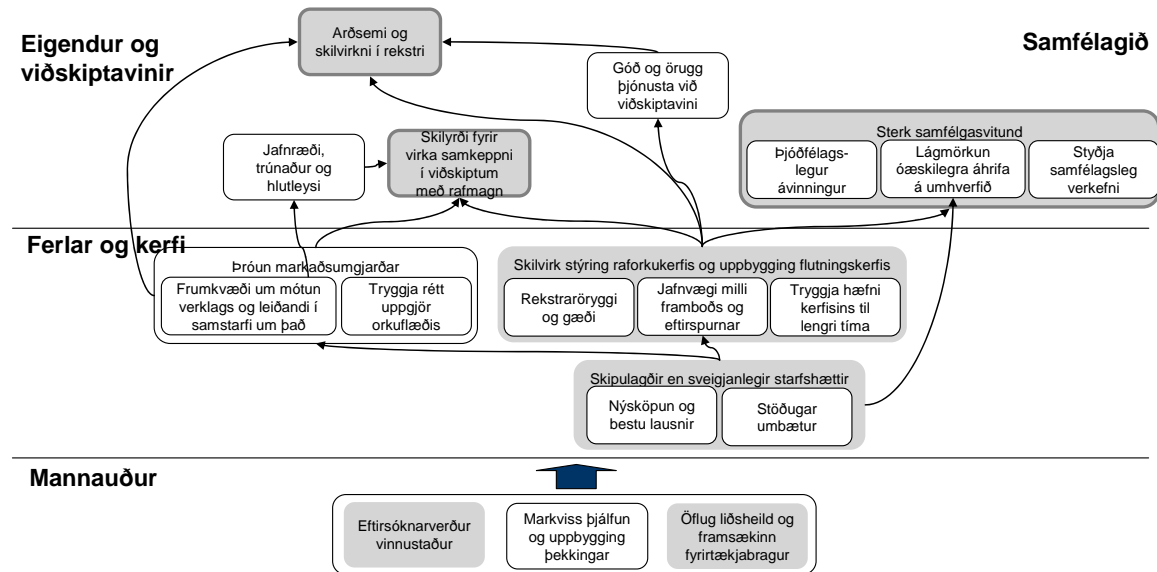 Eigendur og
viðskiptavinir
Samfélagið
Arðsemi og
skilvirkni í rekstri
Góð og örugg
þjónusta við
viðskiptavini
Jafnræði,
trúnaður og
hlutleysi
Skilyrði fyrir
virka samkeppni
í viðskiptum
með rafmagn
Sterk samfélgasvitund
Þjóðfélags-
legur
ávinningur
Lágmörkun
óæskilegra áhrifa
á umhverfið
Styðja
samfélagsleg
verkefni
Ferlar og kerfi
Þróun markaðsumgjarðar
Frumkvæði um mótun
verklags og leiðandi í
samstarfi um það
Tryggja rétt
uppgjör
orkuflæðis
Skilvirk stýring raforkukerfis og uppbygging flutningskerfis
Rekstraröryggi
og gæði
Jafnvægi milli
framboðs og
eftirspurnar
Tryggja hæfni
kerfisins til
lengri tíma
Skipulagðir en sveigjanlegir starfshættir
Nýsköpun og
bestu lausnir
Stöðugar
umbætur
Mannauður
Eftirsóknarverður
vinnustaður
Markviss þjálfun
og uppbygging
þekkingar
Öflug liðsheild og
framsækinn
fyrirtækjabragur